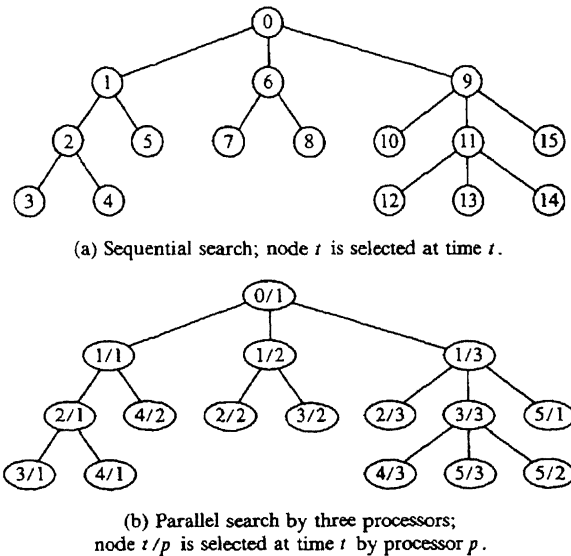 0
1 6 9
2 5 7 8 10 11 15
3 4 12 13 14
(a) Sequential search; node t is selected at time t.
0/1
1/1 1/2 1/3
2/1 4/2 2/2 3/2 2/3 3/3 5/1
3/1 4/1 4/3 5/3 5/2
(b) Parallel search by three processors;
node t/p is selected at time t by processor p.